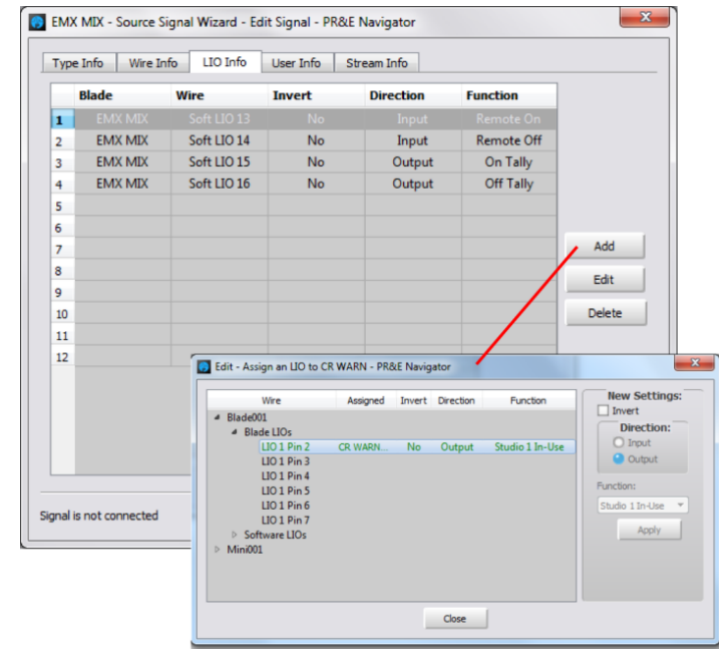 EMX MIX - Source Signal Wizard - Edit Signal - PR&E Navigator
Type Info Wire Info LIO Info User Info Stream Info
Blade Wire Invert Direction Function
1 EMX MIX Soft LIO 13 No Input Remote On
2 EMX MIX Soft LIO 14 No Input Remote Off
3 EMX MIX Soft LIO 15 No Output On Tally
4 EMX MIX Soft LIO 16 No Output Off Tally
5
6
7
8
9
10
11
12
Add
Edit
Delete
Signal is not connected
Edit - Assign an LIO to CR WARN - PR&E Navigator
Wire Assigned Invert Direction Function
Blade001
Blade LIOs
LIO 1 Pin 2 CR WARN... No Output Studio 1 In-Use
LIO 1 Pin 3
LIO 1 Pin 4
LIO 1 Pin 5
LIO 1 Pin 6
LIO 1 Pin 7
Software LIOs
Mini001
New Settings:
Invert
Direction:
Input
Output
Function:
Studio 1 In-Use
Apply
Close